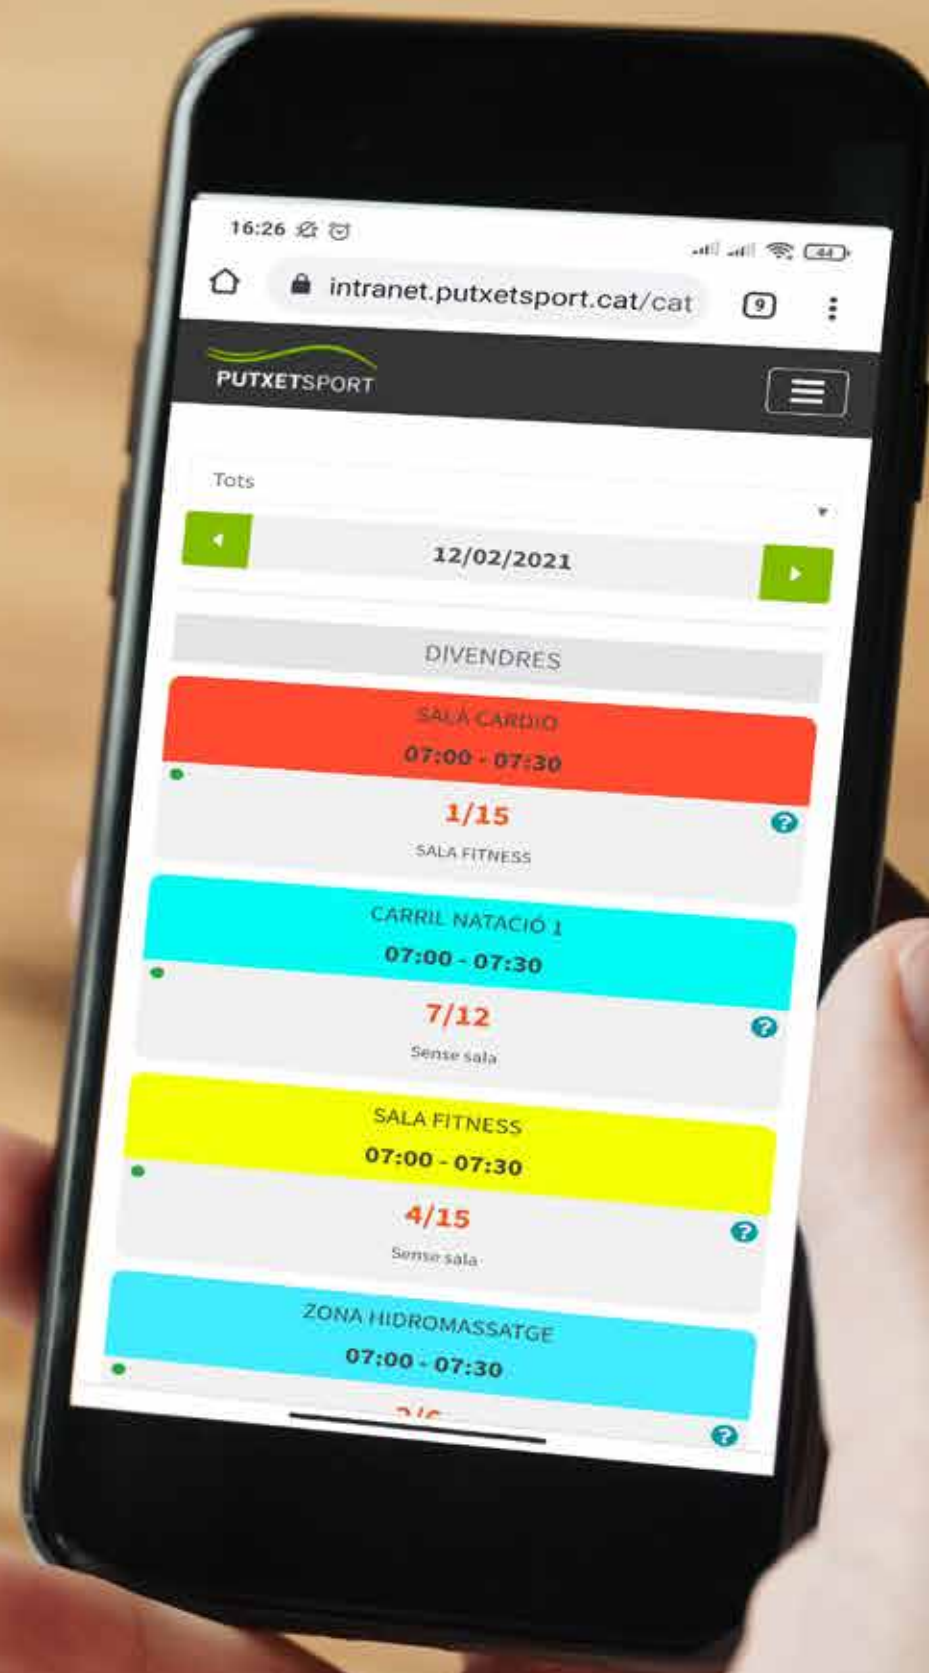 16:26
44
intranet.putxetsport.cat/cat
9
PUTXETSPORT
Tots
12/02/2021
DIVENDRES
SALA CARDIO
07:00 - 07:30
1/15
SALA FITNESS
CARRIL NATACIÓ 1
07:00 - 07:30
7/12
Sense sala
SALA FITNESS
07:00 - 07:30
4/15
Sense sala
ZONA HIDROMASSATGE
07:00 - 07:30